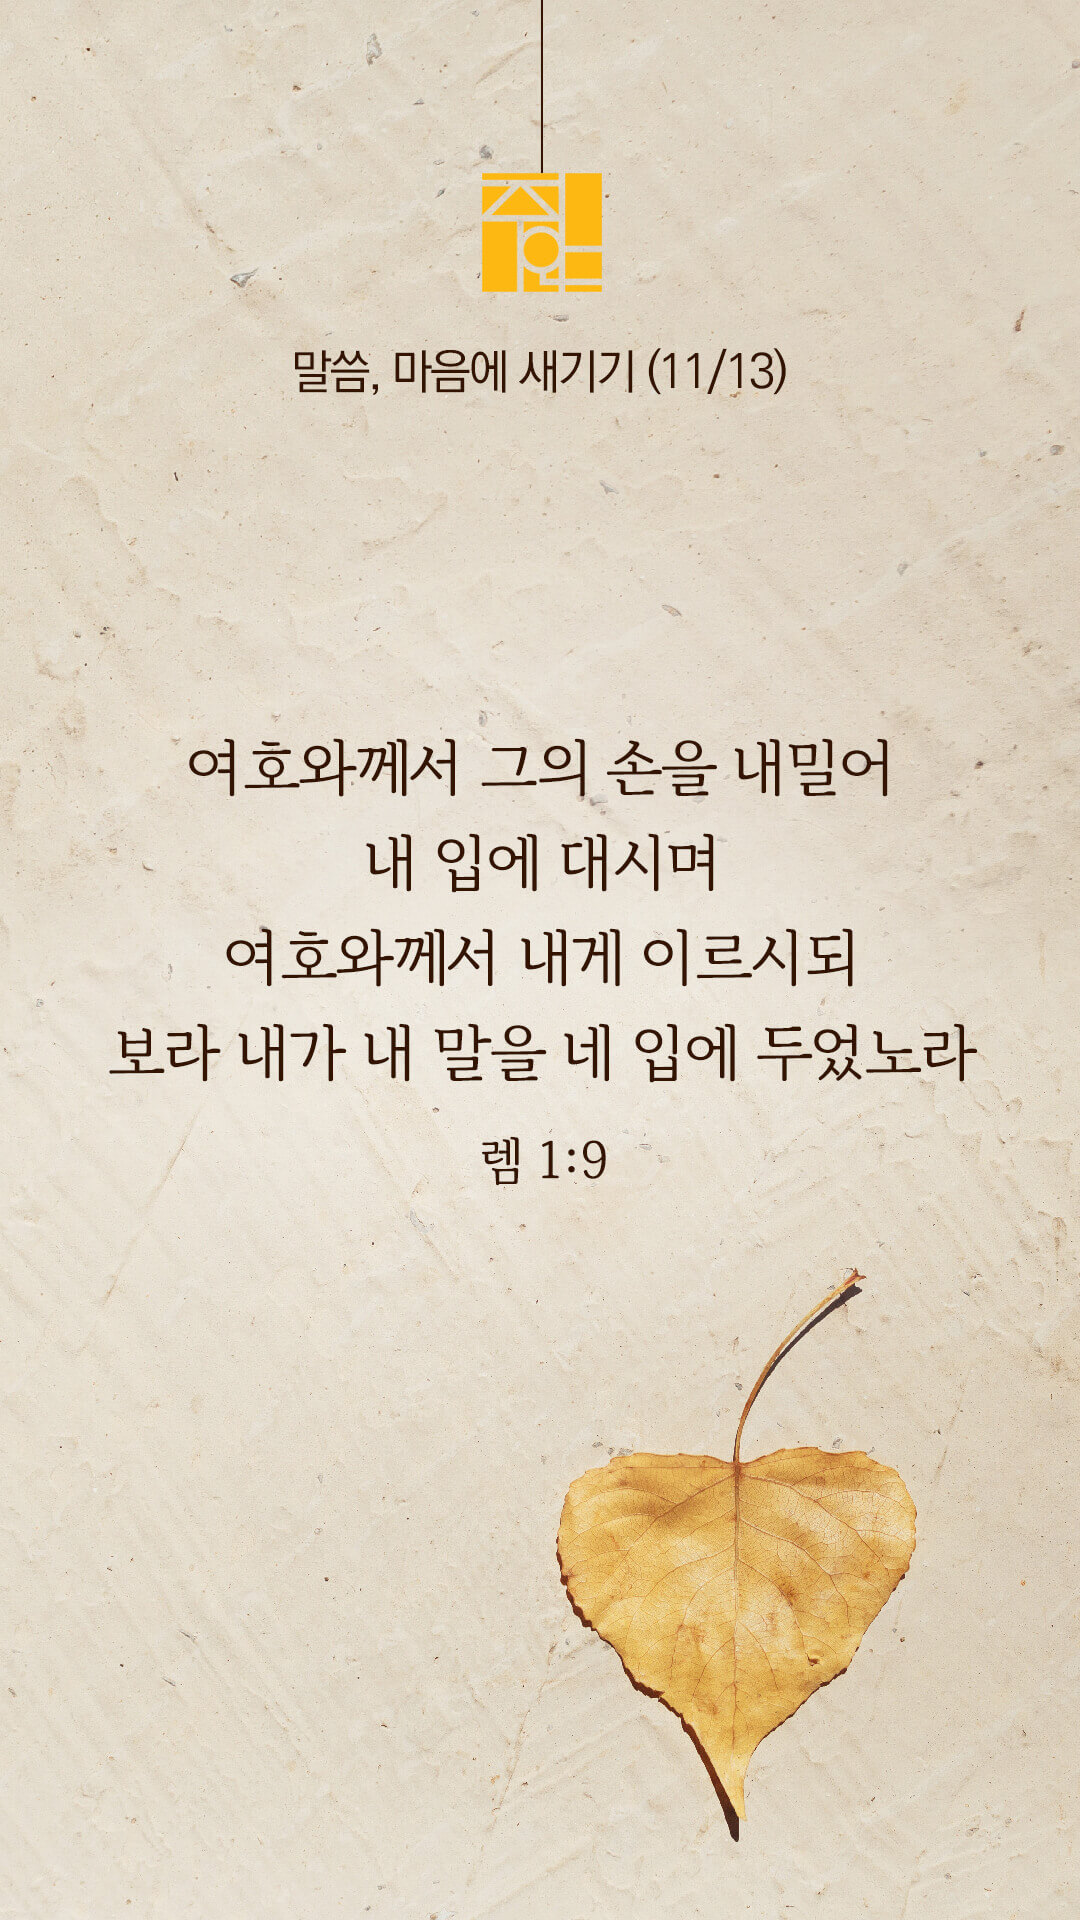 주인
말씀, 마음에 새기기 (11/13)
여호와께서 그의 손을 내밀어
내 입에 대시며
여호와께서 내게 이르시되
보라 내가 내 말을 네 입에 두었노라
렘 1:9